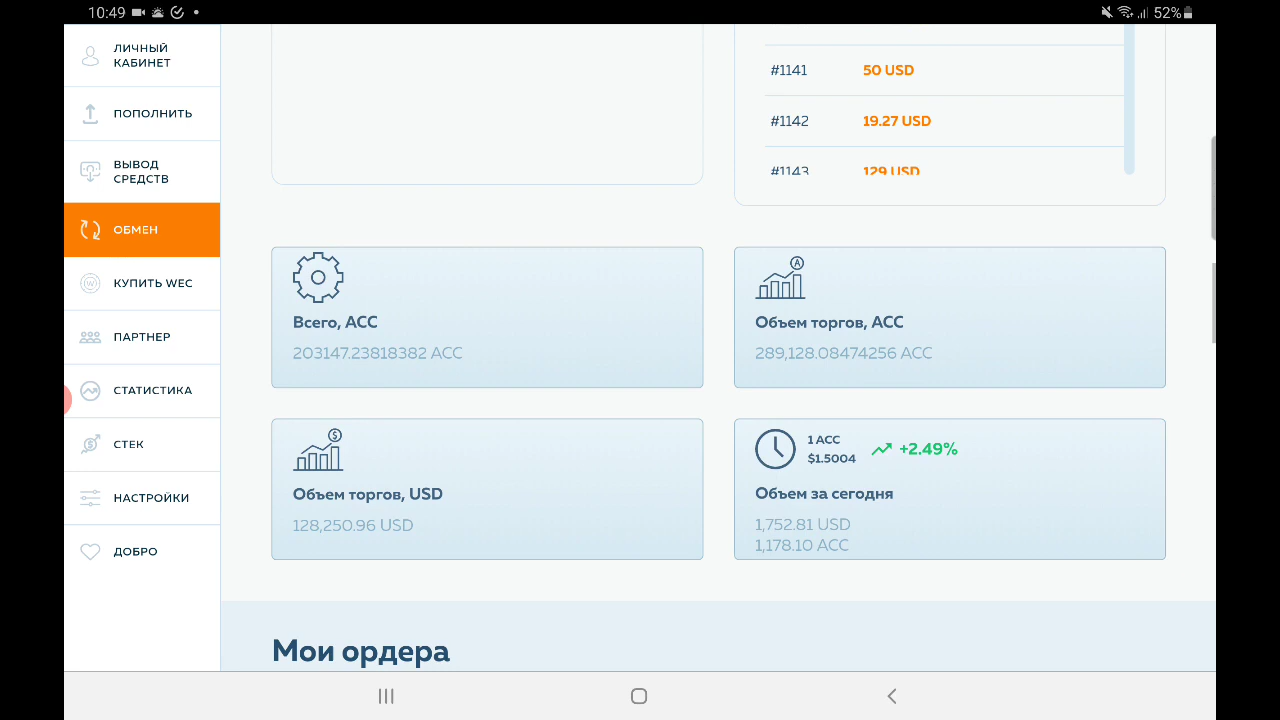 10:49
52%
ЛИЧНЫЙ
КАБИНЕТ
ПОПОЛНИТЬ
ВЫВОД
СРЕДСТВ
ОБМЕН
КУПИТЬ WEC
ПАРТНЕР
СТАТИСТИКА
СТЕК
НАСТРОЙКИ
ДОБРО
#1141 50 USD
#1142 19.27 USD
#1143 129 USD
Всего, ACC
203147.23818382 ACC
Объем торгов, ACC
289,128.08474256 ACC
Объем торгов, USD
128,250.96 USD
1 ACC
$1.5004
+2.49%
Объем за сегодня
1,752.81 USD
1,178.10 ACC
Мои ордера